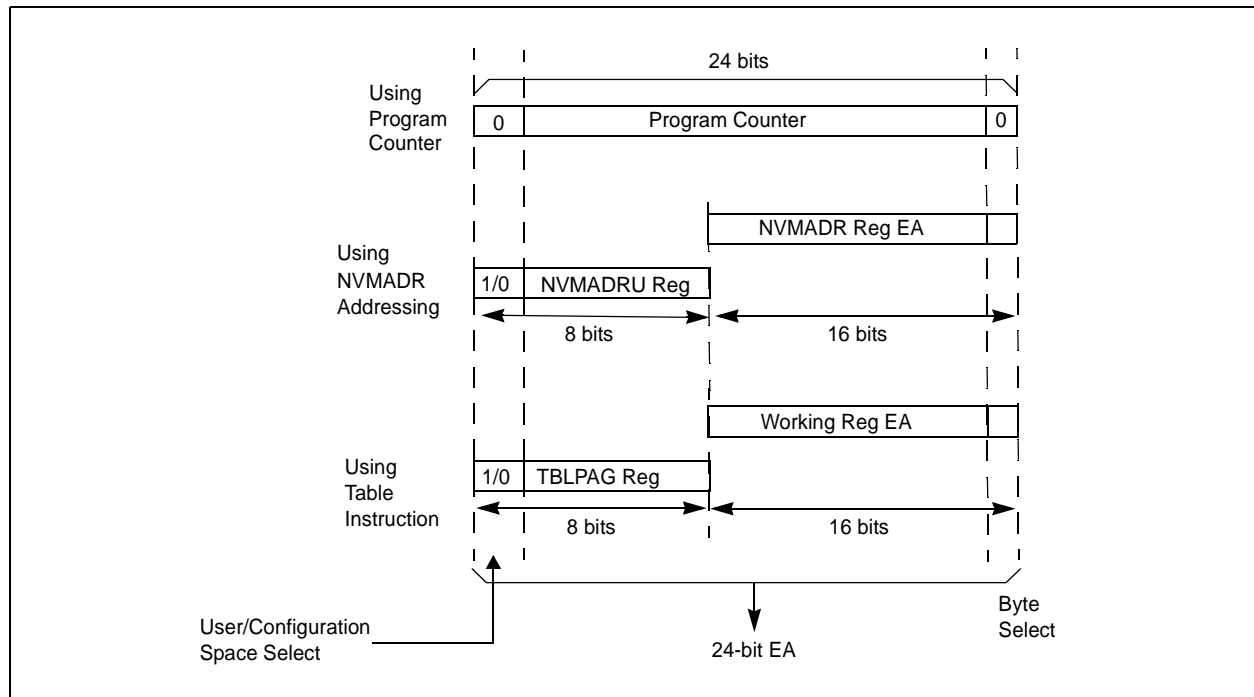 24 bits
Using
Program
Counter
0
Program Counter
0
NVMADR Reg EA
Using
NVMADR
Addressing
1/0
NVMADRU Reg
8 bits
16 bits
Working Reg EA
Using
Table
Instruction
1/0
TBLPAG Reg
8 bits
16 bits
User/Configuration
Space Select
24-bit EA
Byte
Select